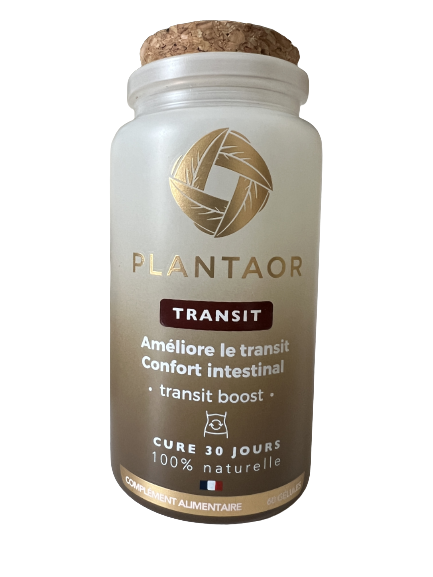 PLANTAOR
TRANSIT
Améliore le transit
Confort intestinal
• transit boost •
CURE 30 JOURS
100% naturelle
COMPLÉMENT ALIMENTAIRE